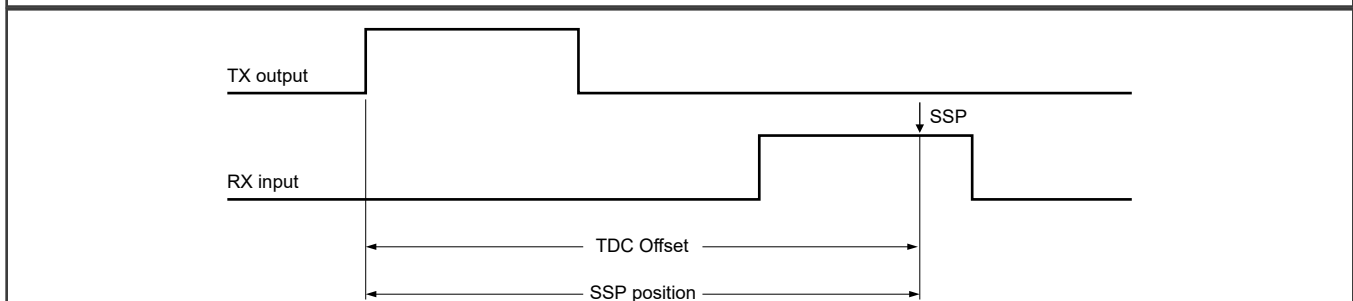 TX output
SSP
RX input
TDC Offset
SSP position